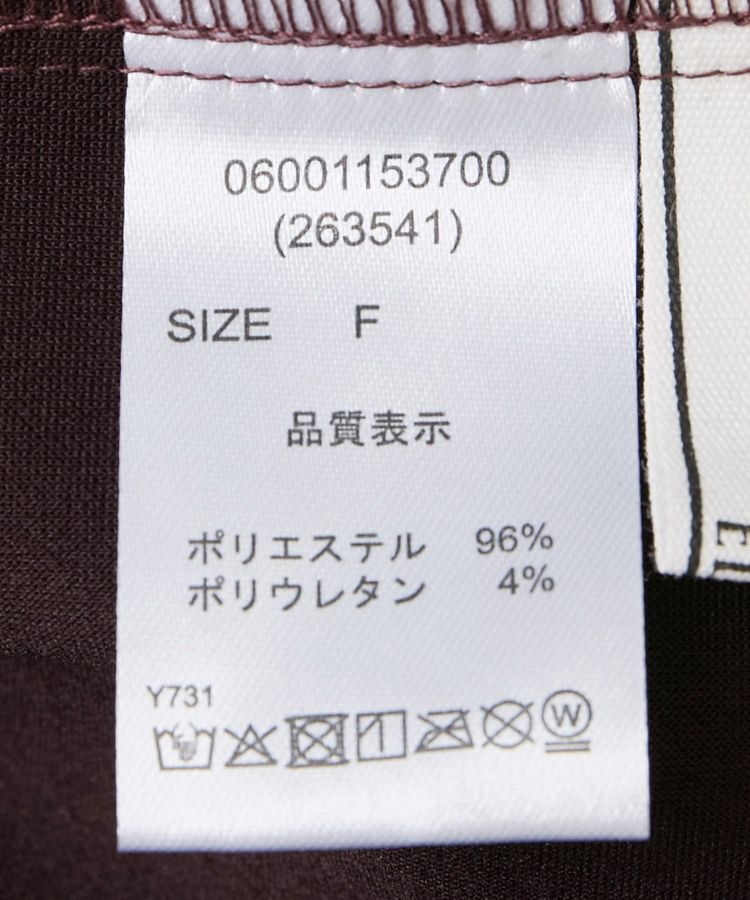 06001153700
(263541)
SIZE F
品質表示
ポリエステル 96%
ポリウレタン 4%
Y731
W